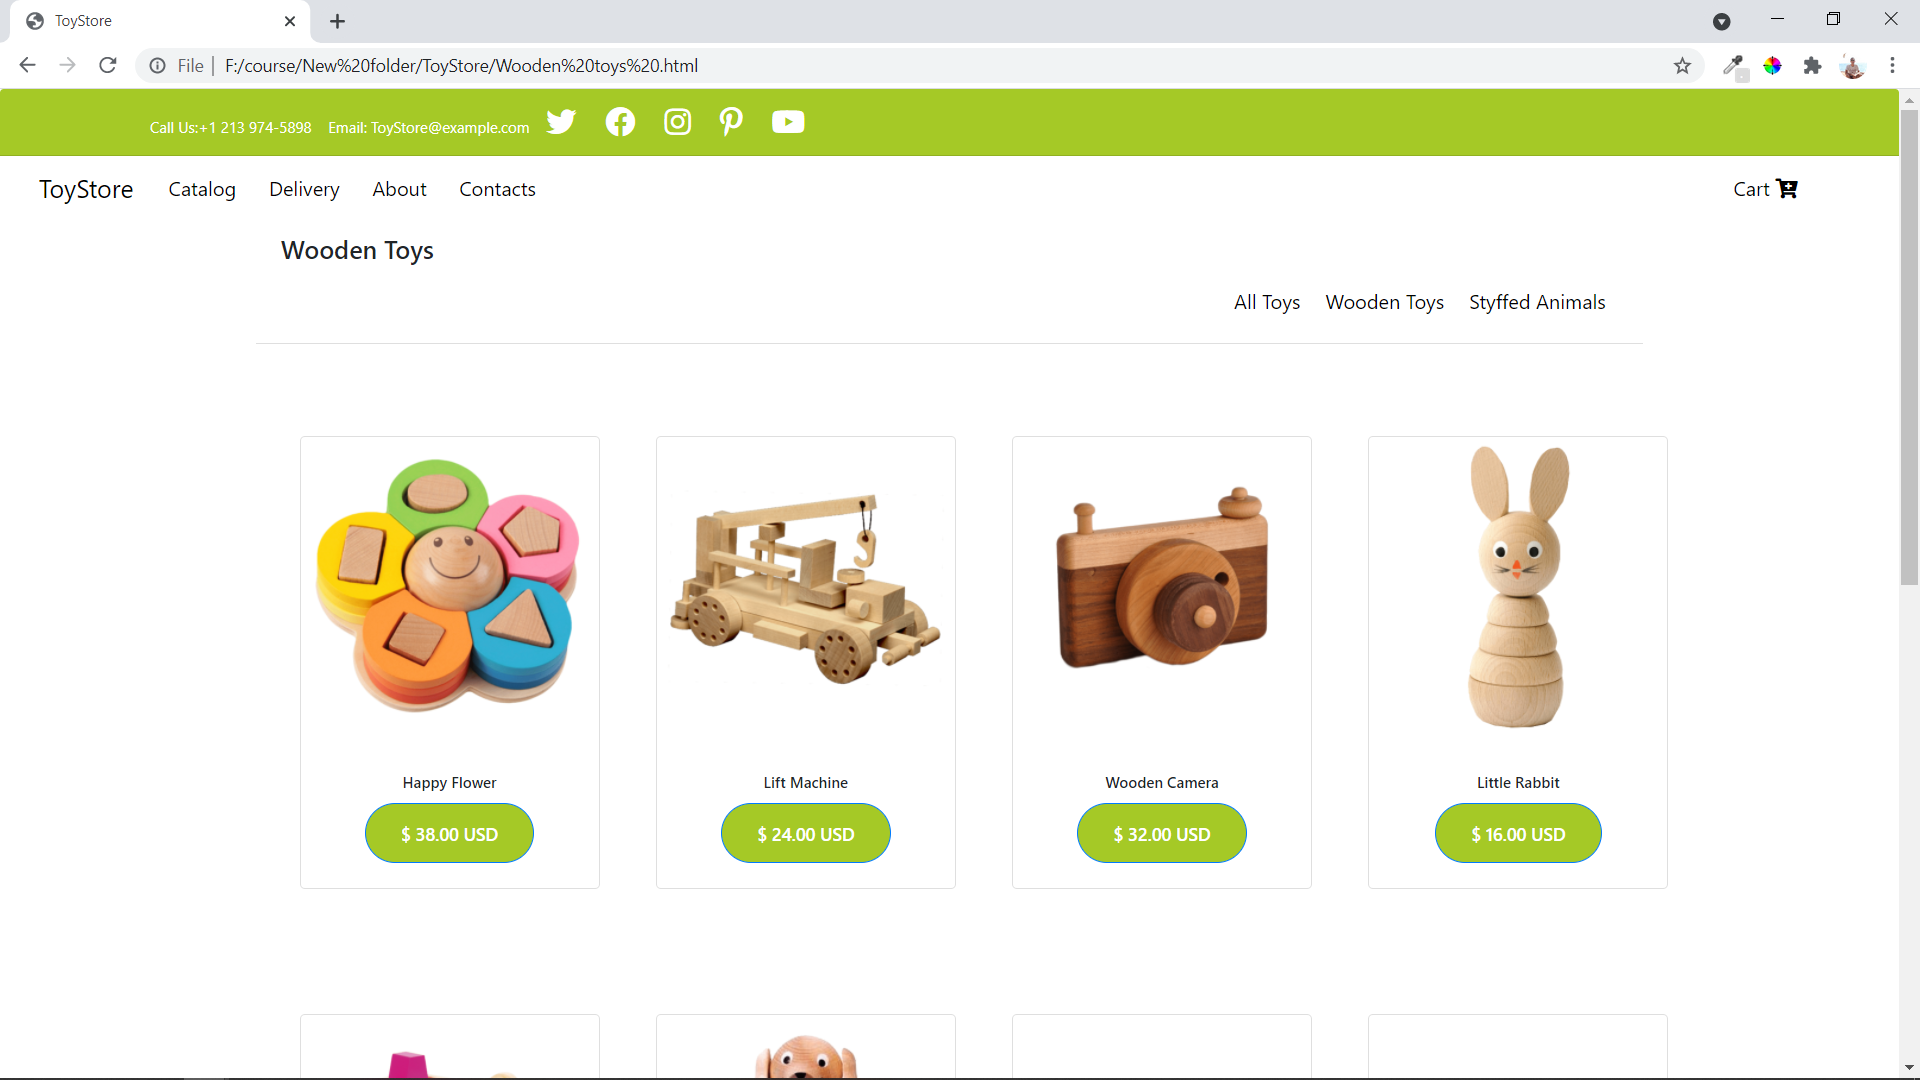 ToyStore
File
F:/course/New%20folder/ToyStore/Wooden%20toys%20.html
Call Us:+1 213 974-5898 Email: ToyStore@example.com
ToyStore Catalog Delivery About Contacts Cart
Wooden Toys
All Toys Wooden Toys Styffed Animals
Happy Flower Lift Machine Wooden Camera Little Rabbit
$ 38.00 USD $ 24.00 USD $ 32.00 USD $ 16.00 USD